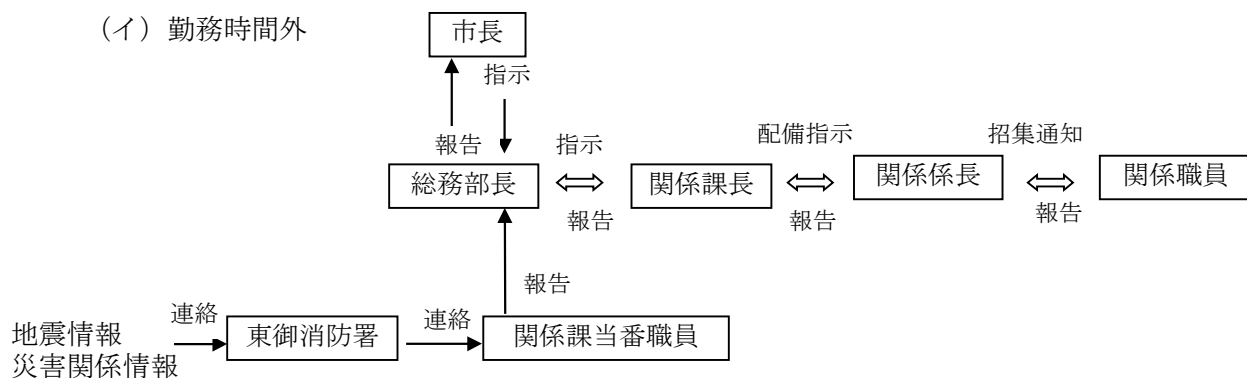 （イ）勤務時間外
市長
指示
報告
指示
配備指示
招集通知
総務部長
関係課長
関係係長
関係職員
報告
報告
報告
報告
連絡
連絡
地震情報
災害関係情報
東御消防署
関係課当番職員